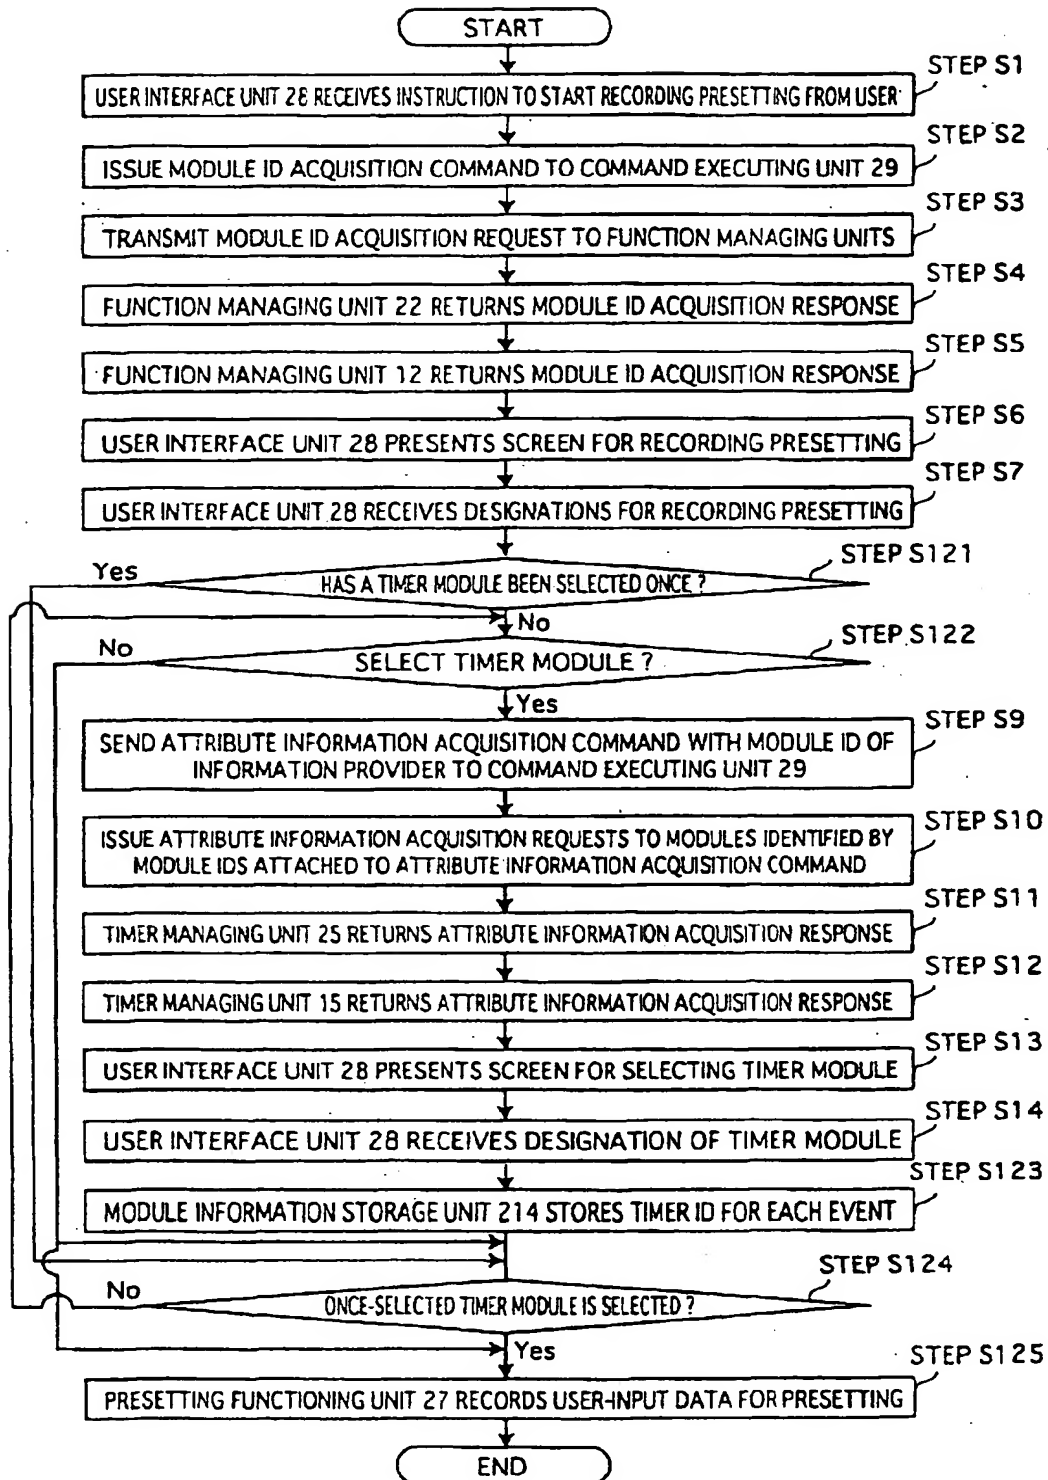 START
STEP S1
USER INTERFACE UNIT 28 RECEIVES INSTRUCTION TO START RECORDING PRESETTING FROM USER
STEP S2
ISSUE MODULE ID ACQUISITION COMMAND TO COMMAND EXECUTING UNIT 29
STEP S3
TRANSMIT MODULE ID ACQUISITION REQUEST TO FUNCTION MANAGING UNITS
STEP S4
FUNCTION MANAGING UNIT 22 RETURNS MODULE ID ACQUISITION RESPONSE
STEP S5
FUNCTION MANAGING UNIT 12 RETURNS MODULE ID ACQUISITION RESPONSE
STEP S6
USER INTERFACE UNIT 28 PRESENTS SCREEN FOR RECORDING PRESETTING
STEP S7
USER INTERFACE UNIT 28 RECEIVES DESIGNATIONS FOR RECORDING PRESETTING
STEP S121
Yes
HAS A TIMER MODULE BEEN SELECTED ONCE ?
No
STEP S122
No
SELECT TIMER MODULE ?
Yes
STEP S9
SEND ATTRIBUTE INFORMATION ACQUISITION COMMAND WITH MODULE ID OF
INFORMATION PROVIDER TO COMMAND EXECUTING UNIT 29
STEP S10
ISSUE ATTRIBUTE INFORMATION ACQUISITION REQUESTS TO MODULES IDENTIFIED BY
MODULE IDS ATTACHED TO ATTRIBUTE INFORMATION ACQUISITION COMMAND
STEP S11
TIMER MANAGING UNIT 25 RETURNS ATTRIBUTE INFORMATION ACQUISITION RESPONSE
STEP S12
TIMER MANAGING UNIT 15 RETURNS ATTRIBUTE INFORMATION ACQUISITION RESPONSE
STEP S13
USER INTERFACE UNIT 28 PRESENTS SCREEN FOR SELECTING TIMER MODULE
STEP S14
USER INTERFACE UNIT 28 RECEIVES DESIGNATION OF TIMER MODULE
STEP S123
MODULE INFORMATION STORAGE UNIT 214 STORES TIMER ID FOR EACH EVENT
STEP S124
No
ONCE-SELECTED TIMER MODULE IS SELECTED ?
Yes
STEP S125
PRESETTING FUNCTIONING UNIT 27 RECORDS USER-INPUT DATA FOR PRESETTING
END